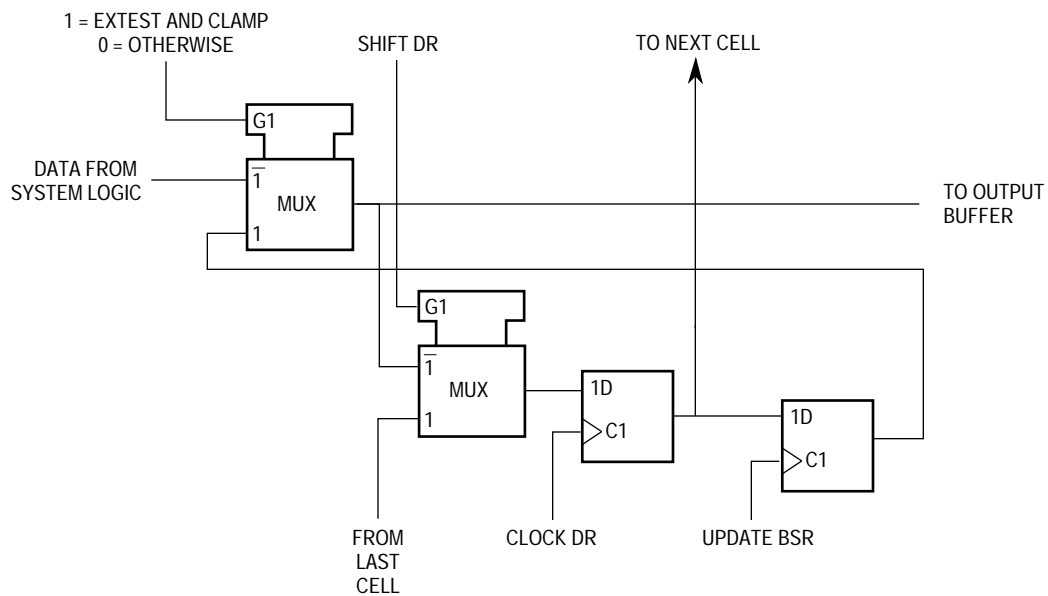 1 = EXTEST AND CLAMP
0 = OTHERWISE
SHIFT DR
TO NEXT CELL
G1
DATA FROM
SYSTEM LOGIC
1̅
MUX
1
TO OUTPUT
BUFFER
G1
1̅
MUX
1
1D
C1
1D
C1
FROM
LAST
CELL
CLOCK DR
UPDATE BSR